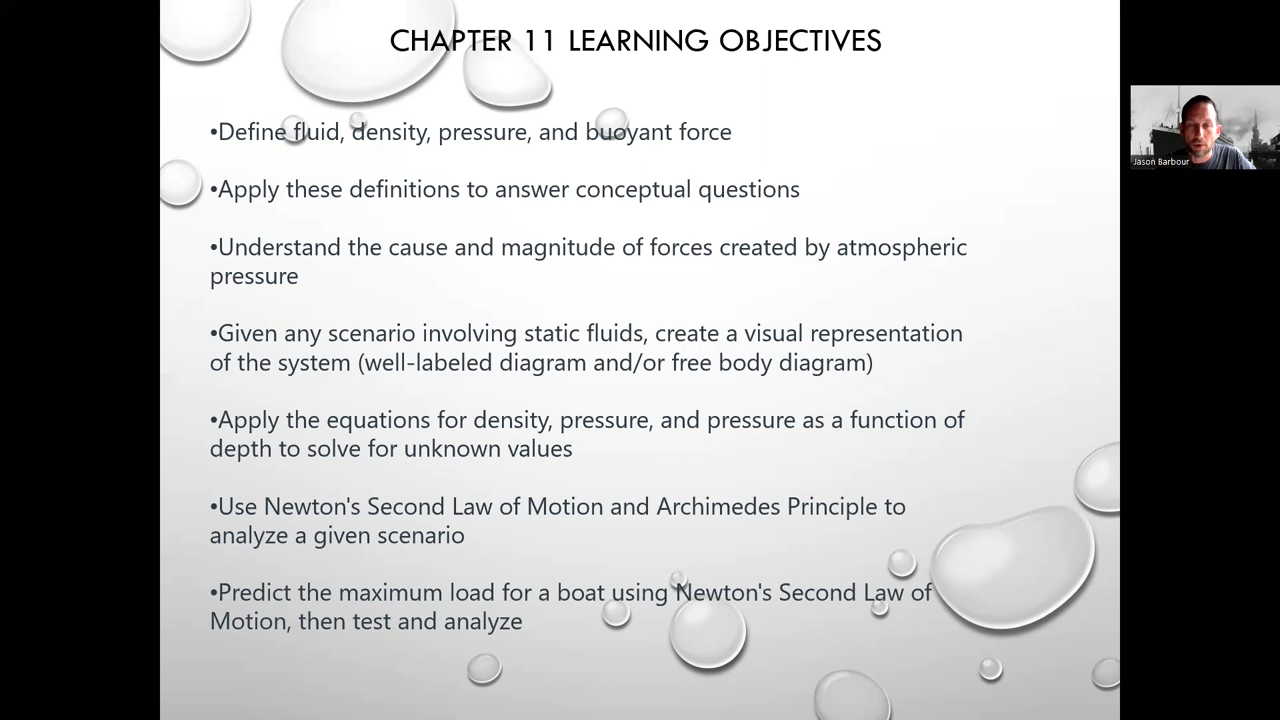 CHAPTER 11 LEARNING OBJECTIVES
•Define fluid, density, pressure, and buoyant force
•Apply these definitions to answer conceptual questions
•Understand the cause and magnitude of forces created by atmospheric
pressure
•Given any scenario involving static fluids, create a visual representation
of the system (well-labeled diagram and/or free body diagram)
•Apply the equations for density, pressure, and pressure as a function of
depth to solve for unknown values
•Use Newton's Second Law of Motion and Archimedes Principle to
analyze a given scenario
•Predict the maximum load for a boat using Newton's Second Law of
Motion, then test and analyze
Jason Barbour